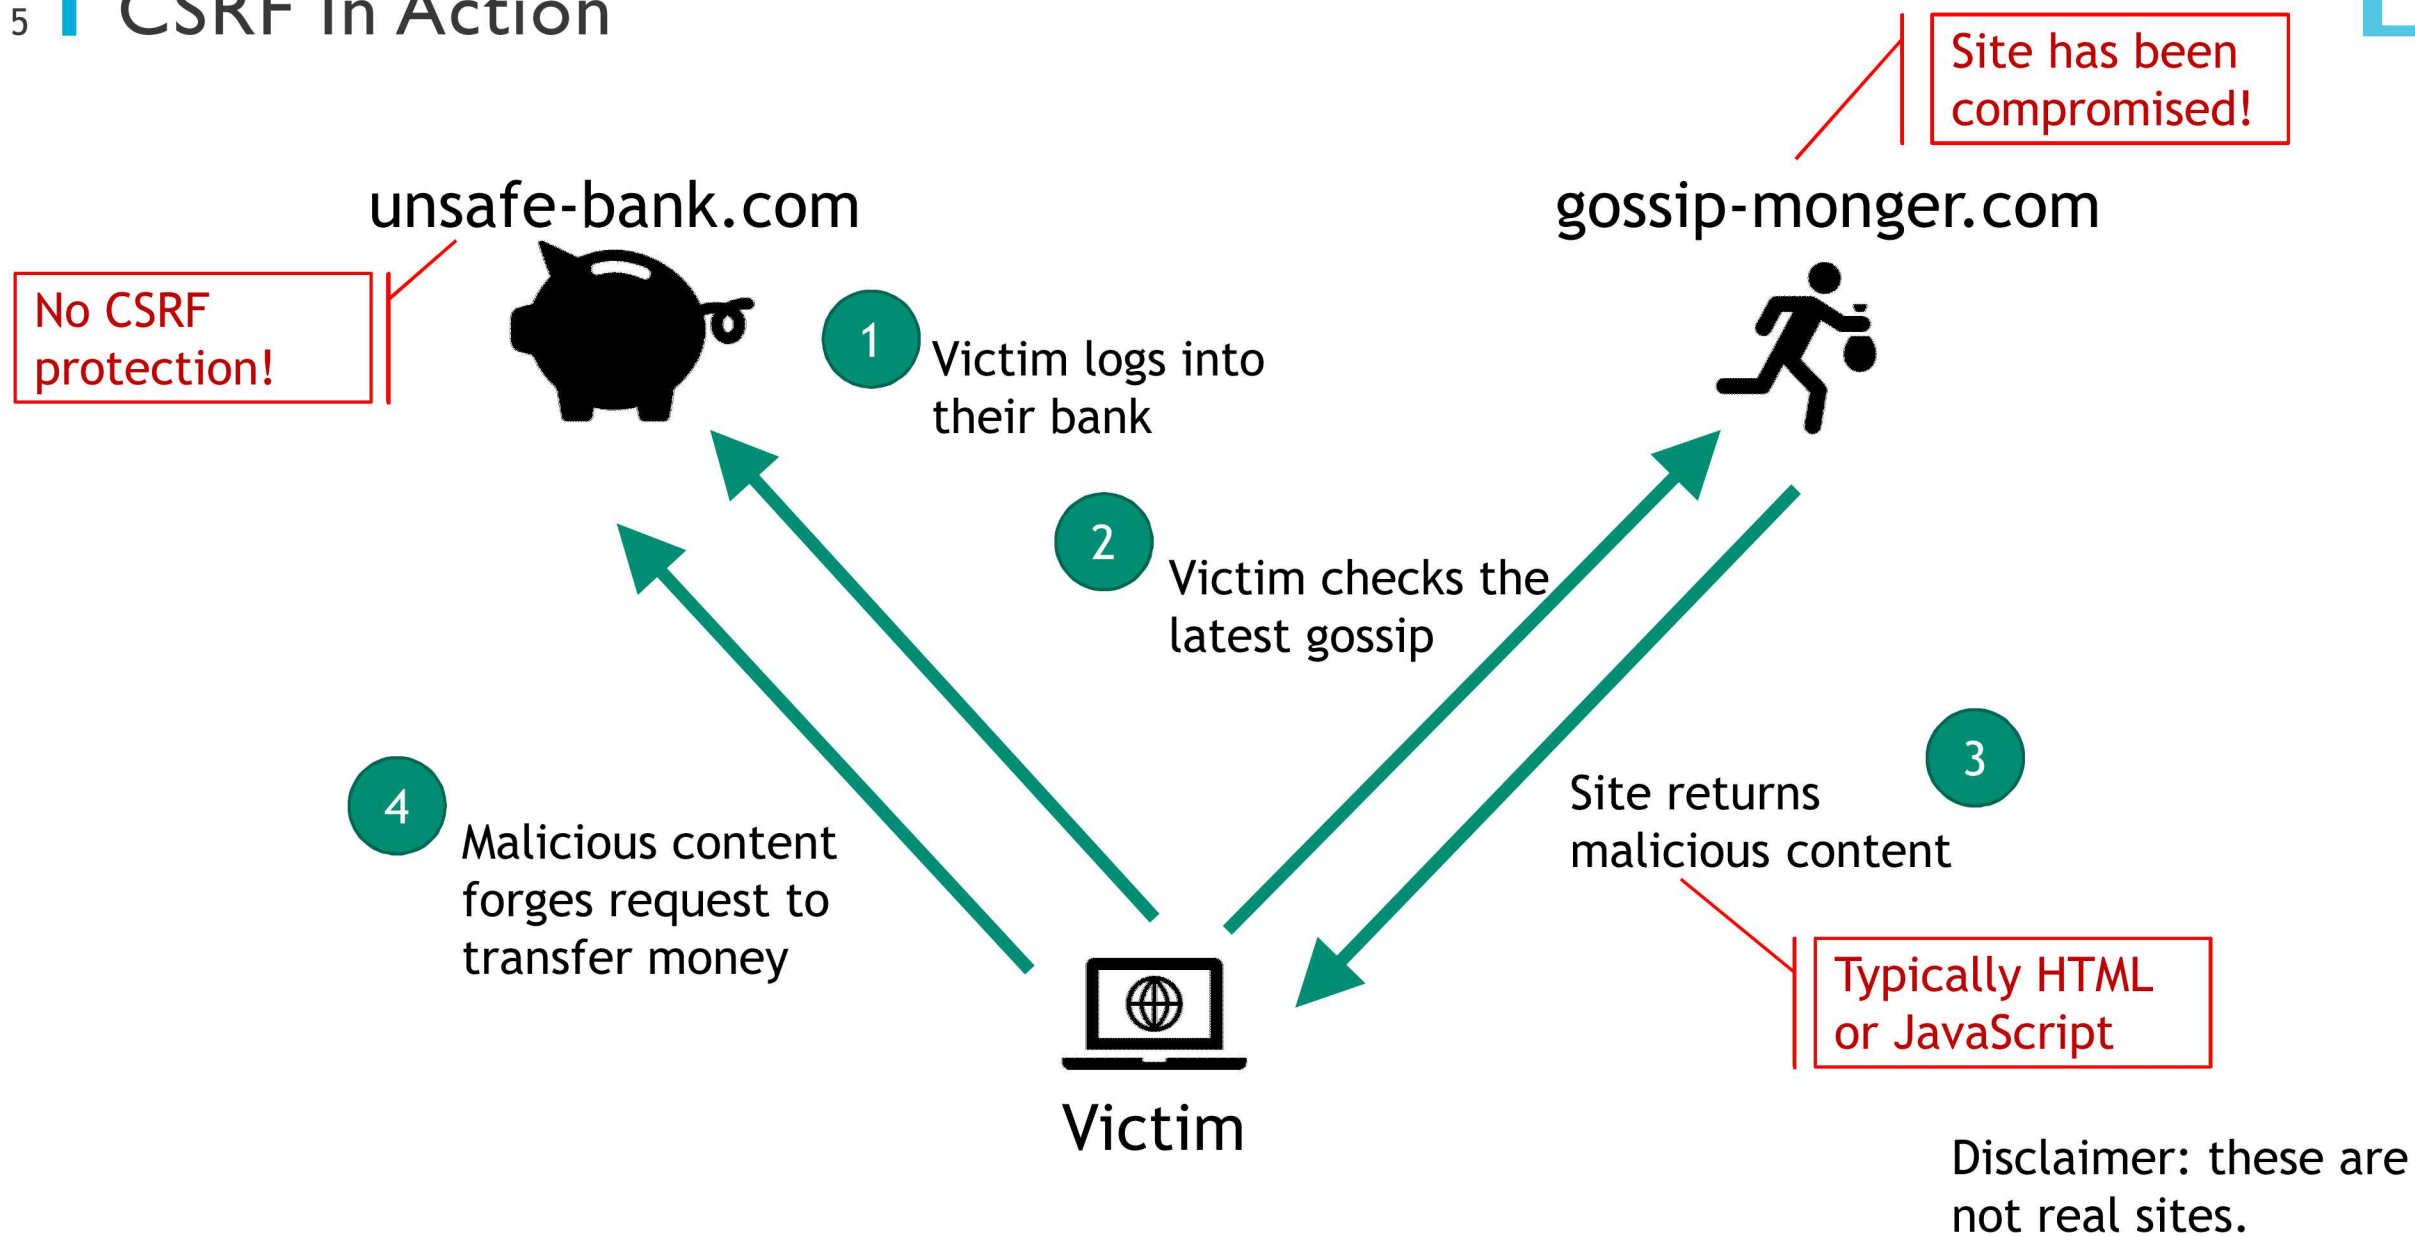 5
CSRF In Action
Site has been
compromised!
unsafe-bank.com
gossip-monger.com
No CSRF
protection!
1
Victim logs into
their bank
2
Victim checks the
latest gossip
3
Site returns
malicious content
4
Malicious content
forges request to
transfer money
Typically HTML
or JavaScript
Victim
Disclaimer: these are
not real sites.